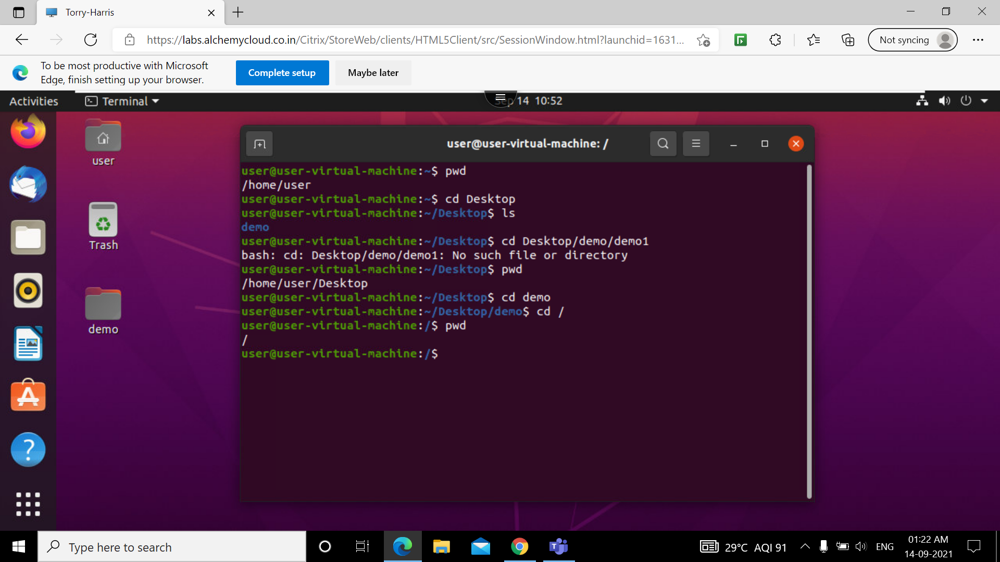 Torry-Harris
https://labs.alchemycloud.co.in/Citrix/StoreWeb/clients/HTML5Client/src/SessionWindow.html?launchid=1631...
Not syncing
To be most productive with Microsoft
Edge, finish setting up your browser.
Complete setup
Maybe later
Activities
Terminal
Sep 14 10:52
user
Trash
demo
user@user-virtual-machine: /
user@user-virtual-machine:~$ pwd
/home/user
user@user-virtual-machine:~$ cd Desktop
user@user-virtual-machine:~/Desktop$ ls
demo
user@user-virtual-machine:~/Desktop$ cd Desktop/demo/demo1
bash: cd: Desktop/demo/demo1: No such file or directory
user@user-virtual-machine:~/Desktop$ pwd
/home/user/Desktop
user@user-virtual-machine:~/Desktop$ cd demo
user@user-virtual-machine:~/Desktop/demo$ cd /
user@user-virtual-machine:/$ pwd
/
user@user-virtual-machine:/$
Type here to search
29°C AQI 91
ENG
01:22 AM
14-09-2021